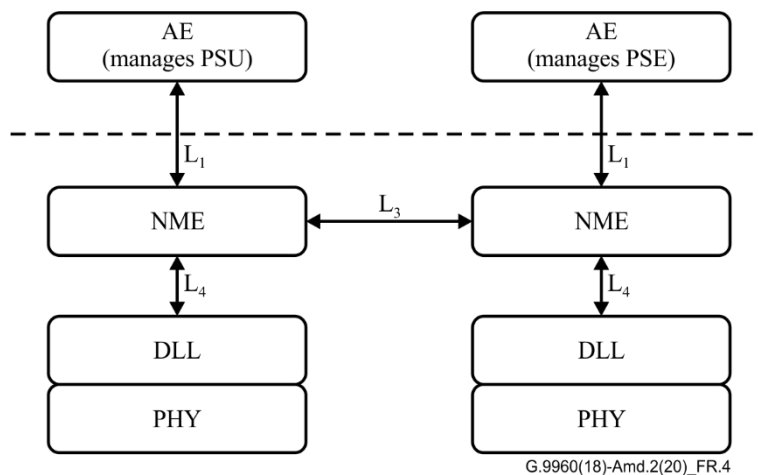 AE
(manages PSU)
AE
(manages PSE)
L1
L1
NME
L3
NME
L4
L4
DLL
DLL
PHY
PHY
G.9960(18)-Amd.2(20)_FR.4